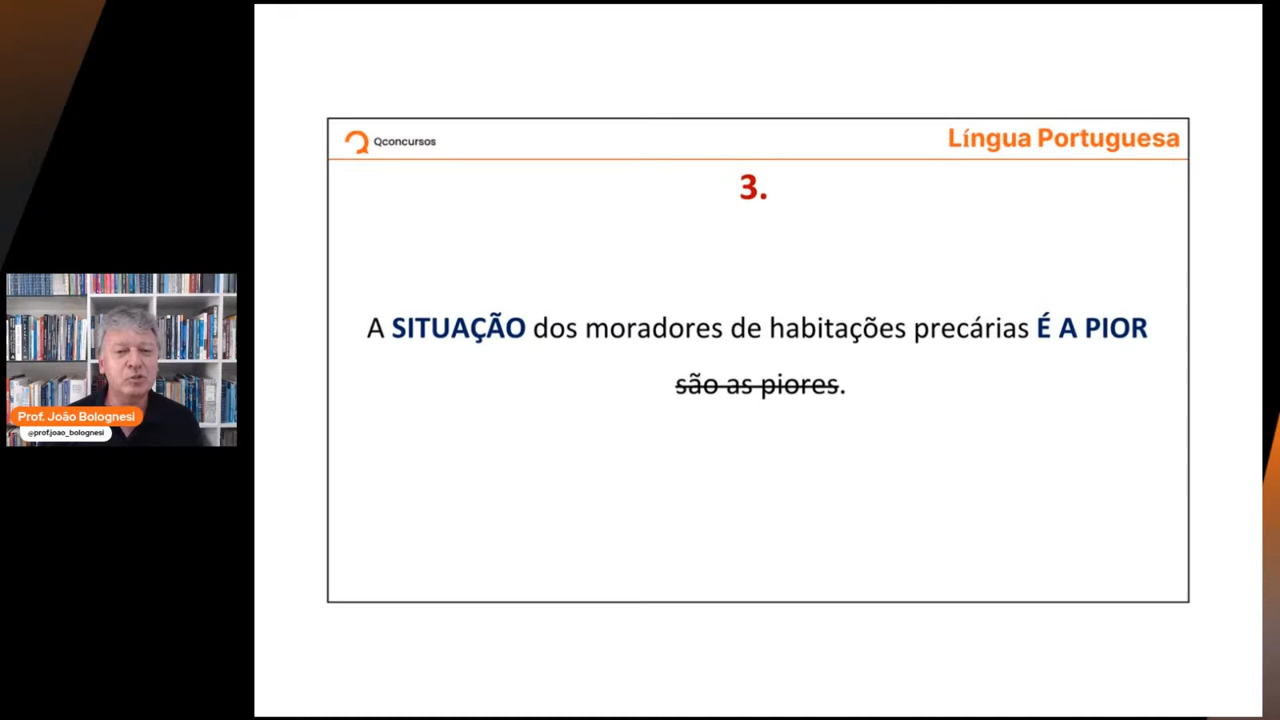 Qconcursos
Língua Portuguesa
3.
A SITUAÇÃO dos moradores de habitações precárias É A PIOR
são as piores.
Prof. João Bolognesi
@prof.joao_bolognesi